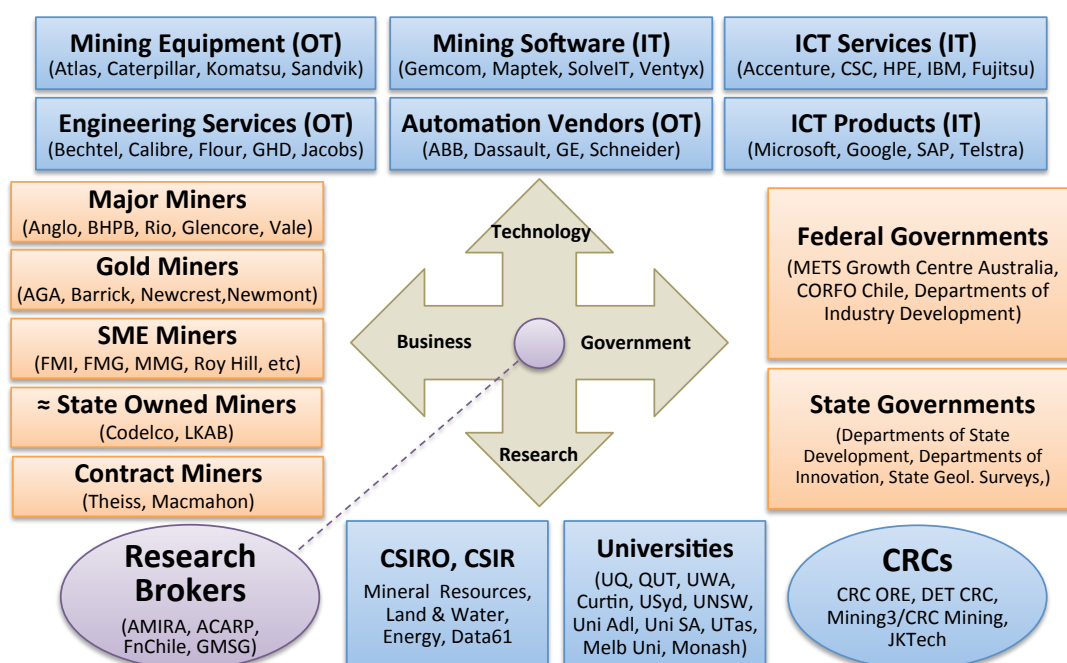 Mining Equipment (OT)
(Atlas, Caterpillar, Komatsu, Sandvik)
Mining Software (IT)
(Gemcom, Maptek, SolveIT, Ventyx)
ICT Services (IT)
(Accenture, CSC, HPE, IBM, Fujitsu)
Engineering Services (OT)
(Bechtel, Calibre, Flour, GHD, Jacobs)
Automation Vendors (OT)
(ABB, Dassault, GE, Schneider)
ICT Products (IT)
(Microsoft, Google, SAP, Telstra)
Major Miners
(Anglo, BHPB, Rio, Glencore, Vale)
Gold Miners
(AGA, Barrick, Newcrest,Newmont)
SME Miners
(FMI, FMG, MMG, Roy Hill, etc)
≈ State Owned Miners
(Codelco, LKAB)
Contract Miners
(Theiss, Macmahon)
Technology
Business
Government
Research
Federal Governments
(METS Growth Centre Australia,
CORFO Chile, Departments of
Industry Development)
State Governments
(Departments of State
Development, Departments of
Innovation, State Geol. Surveys,)
Research
Brokers
(AMIRA, ACARP,
FnChile, GMSG)
CSIRO, CSIR
Mineral Resources,
Land & Water,
Energy, Data61
Universities
(UQ, QUT, UWA,
Curtin, USyd, UNSW,
Uni Adl, Uni SA, UTas,
Melb Uni, Monash)
CRCs
CRC ORE, DET CRC,
Mining3/CRC Mining,
JKTech